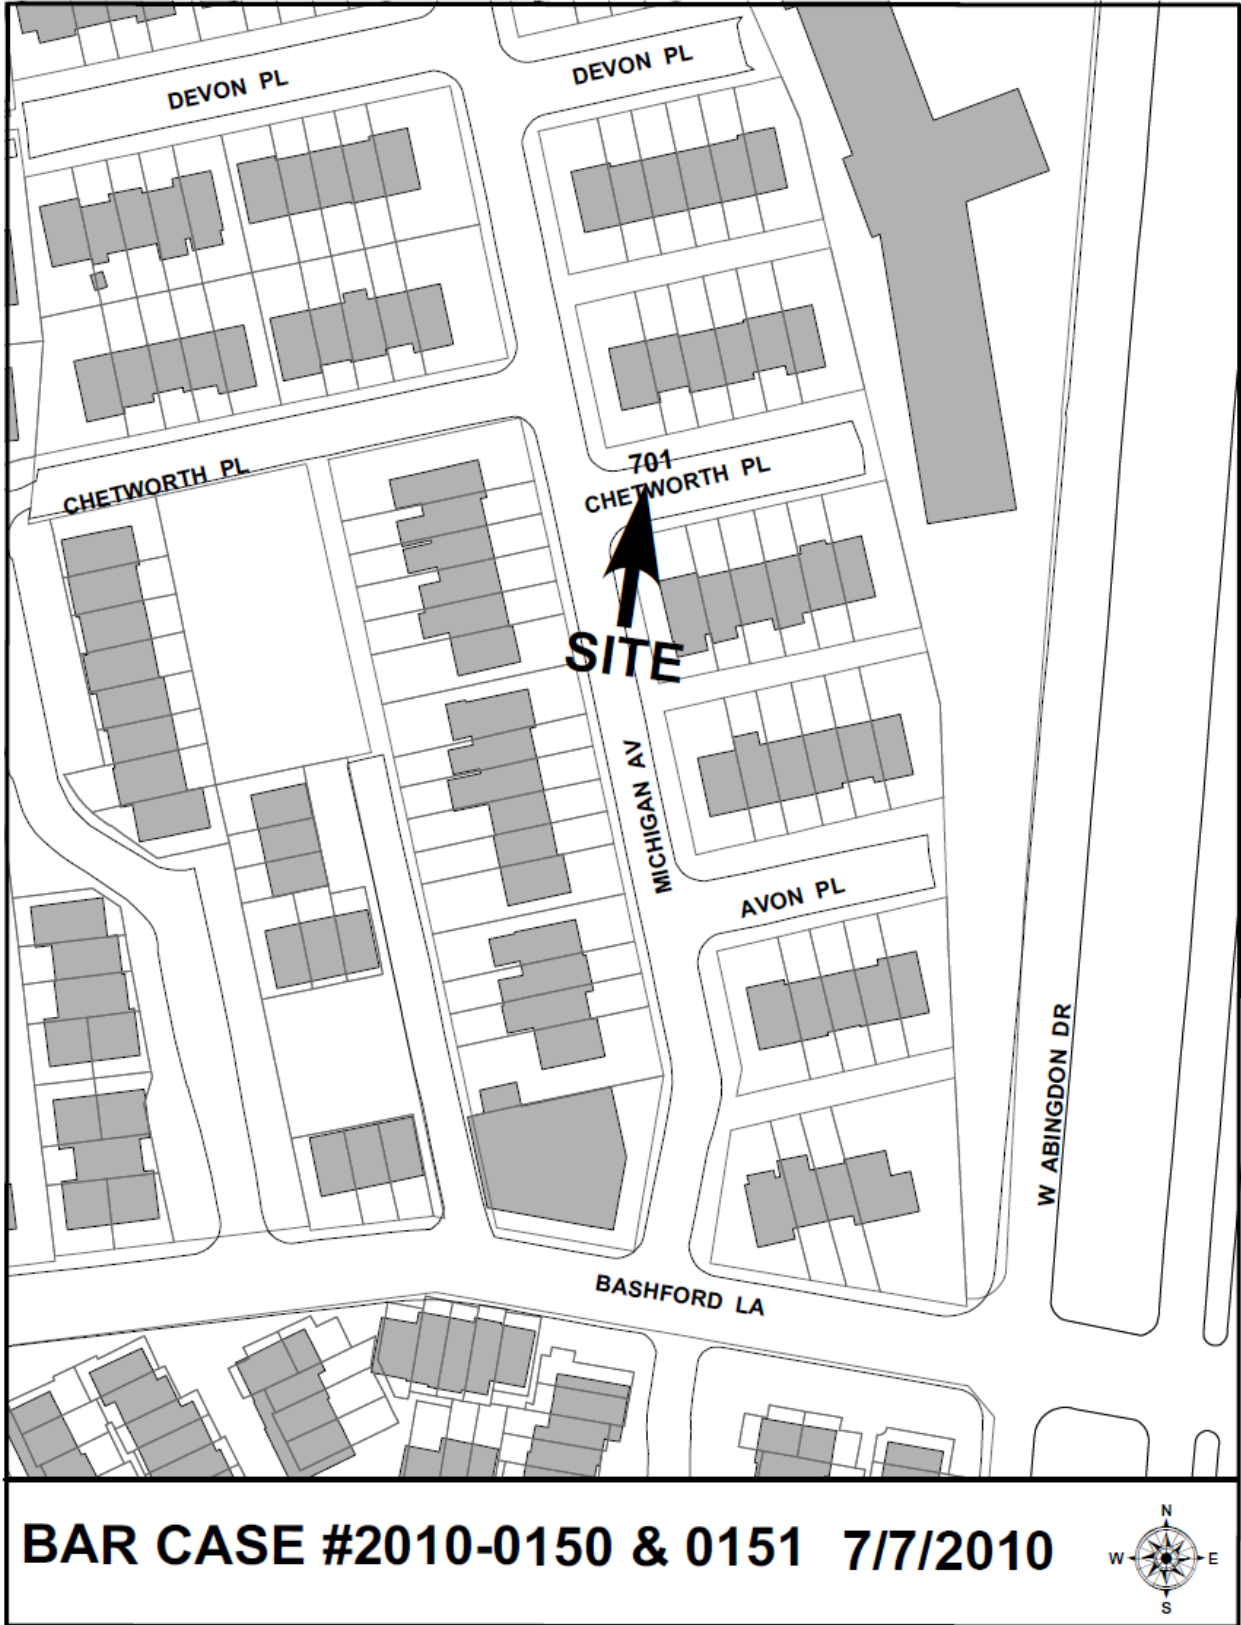 DEVON PL
DEVON PL
701
CHETWORTH PL
CHETWORTH PL
SITE
MICHIGAN AV
AVON PL
W ABINGDON DR
BASHFORD LA
BAR CASE #2010-0150 & 0151 7/7/2010
N
W E
S